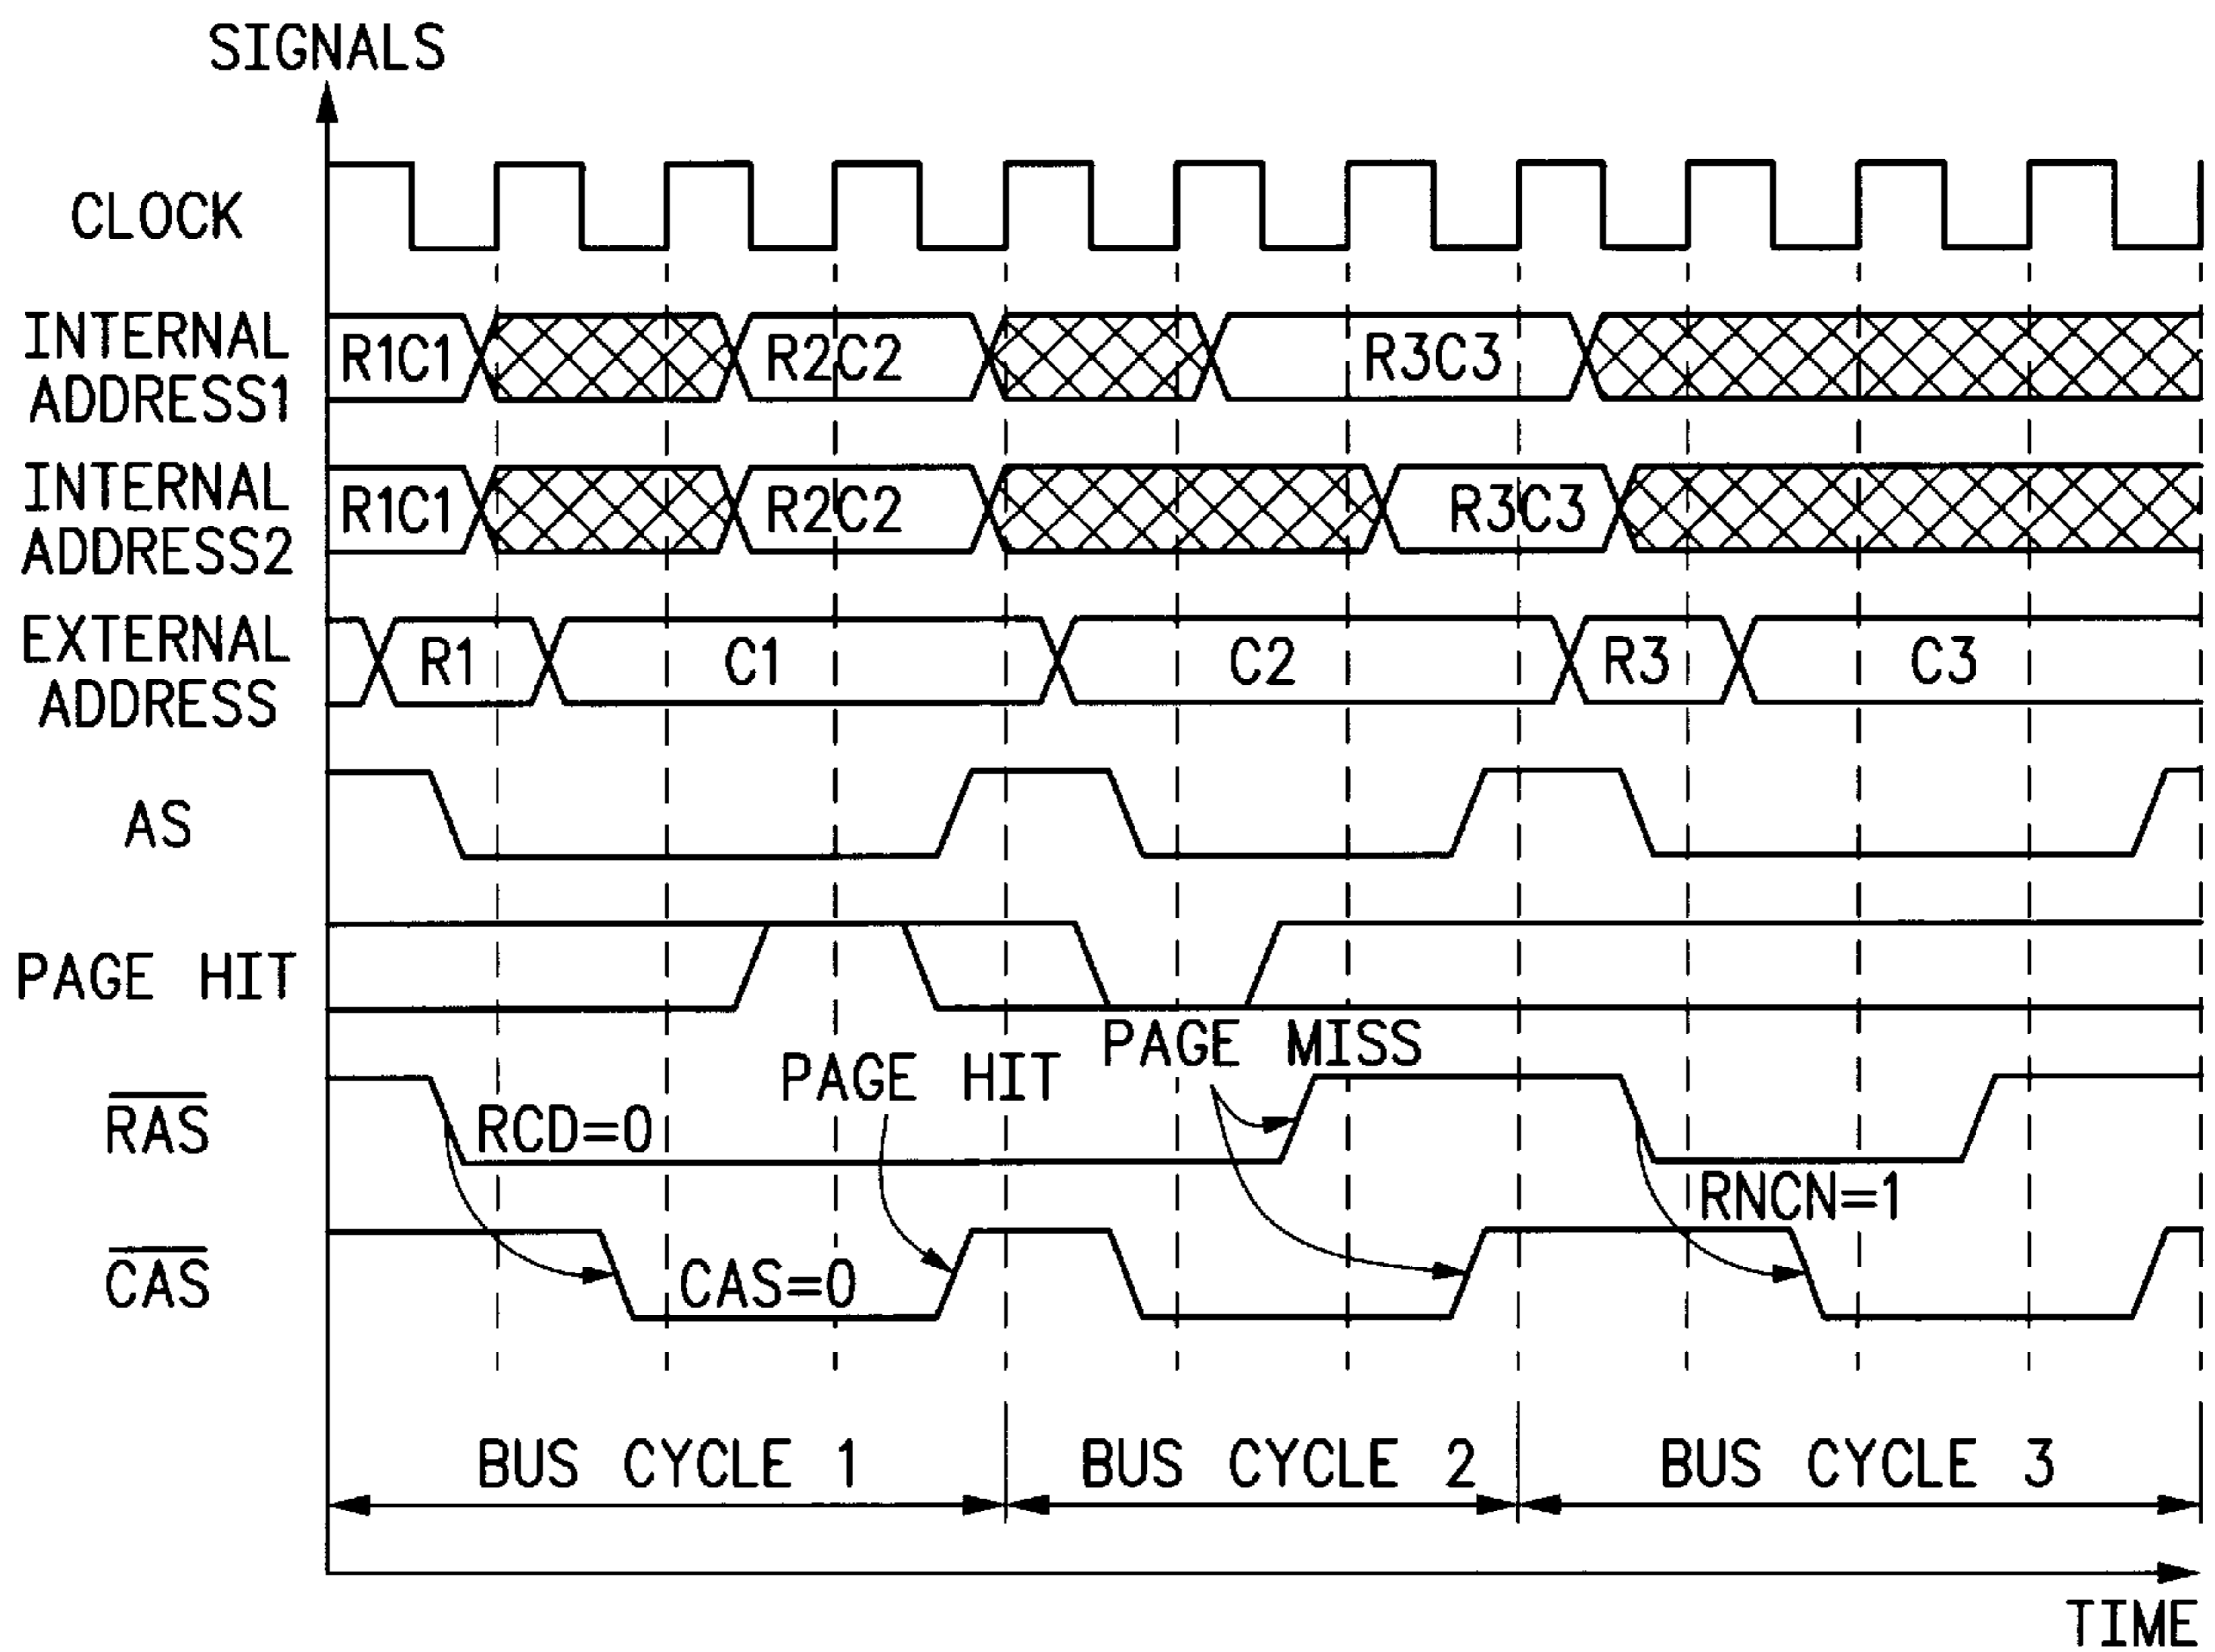 SIGNALS
CLOCK
INTERNAL
ADDRESS1
R1C1
R2C2
R3C3
INTERNAL
ADDRESS2
R1C1
R2C2
R3C3
EXTERNAL
ADDRESS
R1
C1
C2
R3
C3
AS
PAGE HIT
PAGE HIT
PAGE MISS
RAS
RCD=0
RNCN=1
CAS
CAS=0
BUS CYCLE 1
BUS CYCLE 2
BUS CYCLE 3
TIME